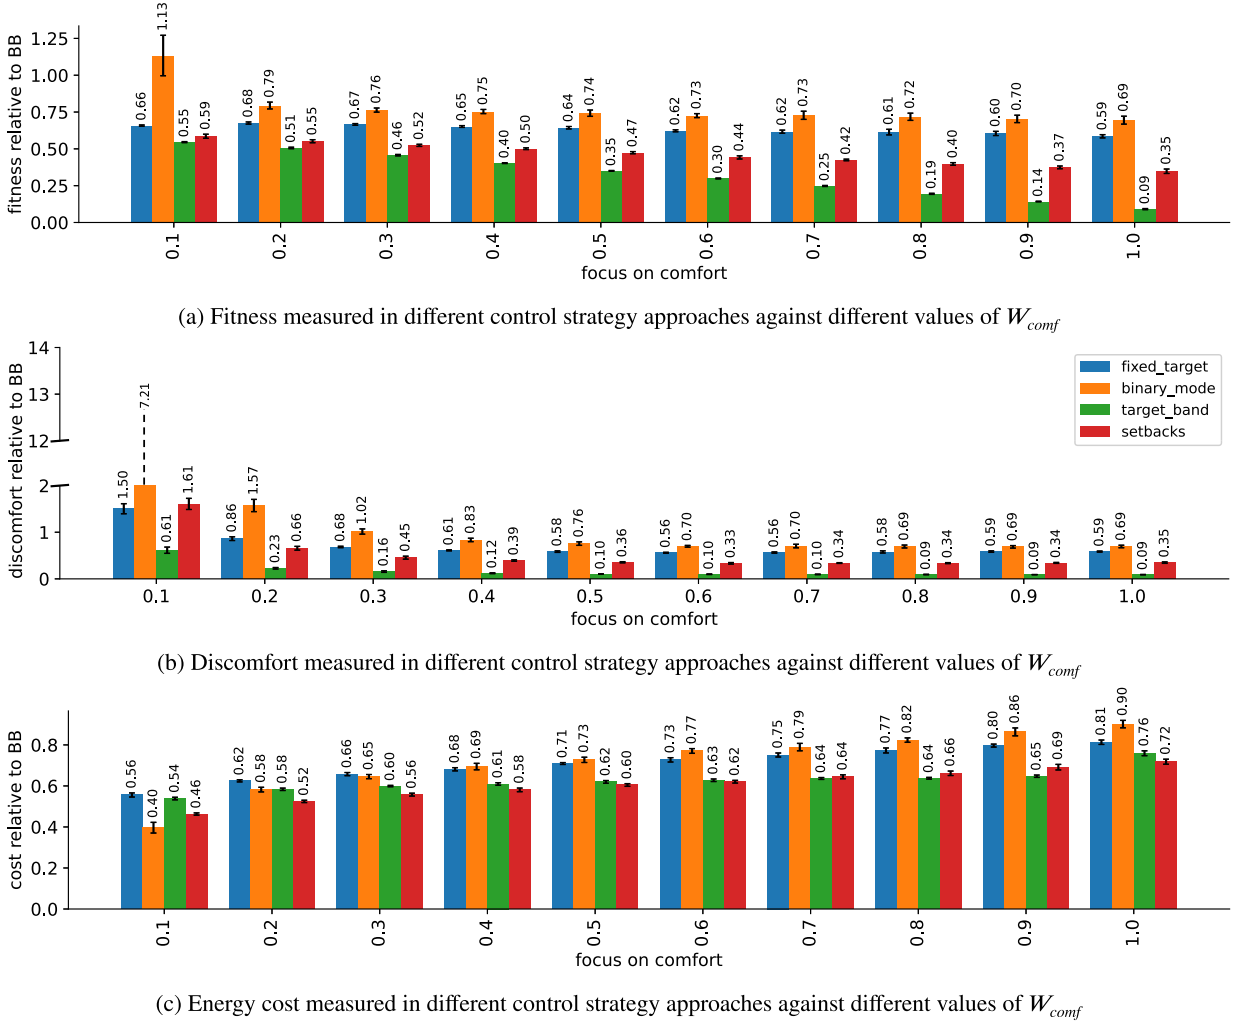 fitness relative to BB
1.25
1.00
0.75
0.50
0.25
0.00
0.66 1.13 0.55 0.59
0.68 0.79 0.51 0.55
0.67 0.76 0.46 0.52
0.65 0.75 0.40 0.50
0.64 0.74 0.35 0.47
0.62 0.73 0.30 0.44
0.62 0.73 0.25 0.42
0.61 0.72 0.19 0.40
0.60 0.70 0.14 0.37
0.59 0.69 0.09 0.35
0.1 0.2 0.3 0.4 0.5 0.6 0.7 0.8 0.9 1.0
focus on comfort
(a) Fitness measured in different control strategy approaches against different values of W_comf
discomfort relative to BB
14
13
12
2
1
0
fixed_target
binary_mode
target_band
setbacks
1.50 7.21 0.61 1.61
0.86 1.57 0.23 0.66
0.68 1.02 0.16 0.45
0.61 0.83 0.12 0.39
0.58 0.76 0.10 0.36
0.56 0.70 0.10 0.33
0.56 0.70 0.10 0.34
0.58 0.69 0.09 0.34
0.59 0.69 0.09 0.34
0.59 0.69 0.09 0.35
0.1 0.2 0.3 0.4 0.5 0.6 0.7 0.8 0.9 1.0
focus on comfort
(b) Discomfort measured in different control strategy approaches against different values of W_comf
cost relative to BB
0.8
0.6
0.4
0.2
0.0
0.56 0.40 0.54 0.46
0.62 0.58 0.58 0.52
0.66 0.65 0.60 0.56
0.68 0.69 0.61 0.58
0.71 0.73 0.62 0.60
0.73 0.77 0.63 0.62
0.75 0.79 0.64 0.64
0.77 0.82 0.64 0.66
0.80 0.86 0.65 0.69
0.81 0.90 0.76 0.72
0.1 0.2 0.3 0.4 0.5 0.6 0.7 0.8 0.9 1.0
focus on comfort
(c) Energy cost measured in different control strategy approaches against different values of W_comf